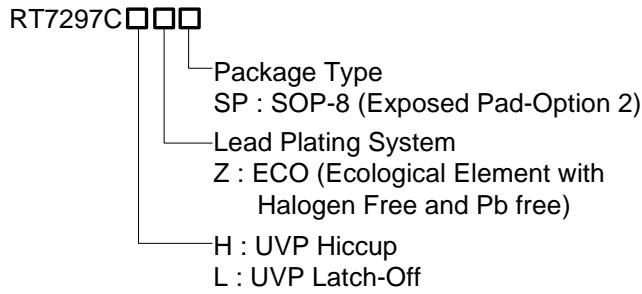 RT7297C□□□
Package Type
SP : SOP-8 (Exposed Pad-Option 2)
Lead Plating System
Z : ECO (Ecological Element with
Halogen Free and Pb free)
H : UVP Hiccup
L : UVP Latch-Off